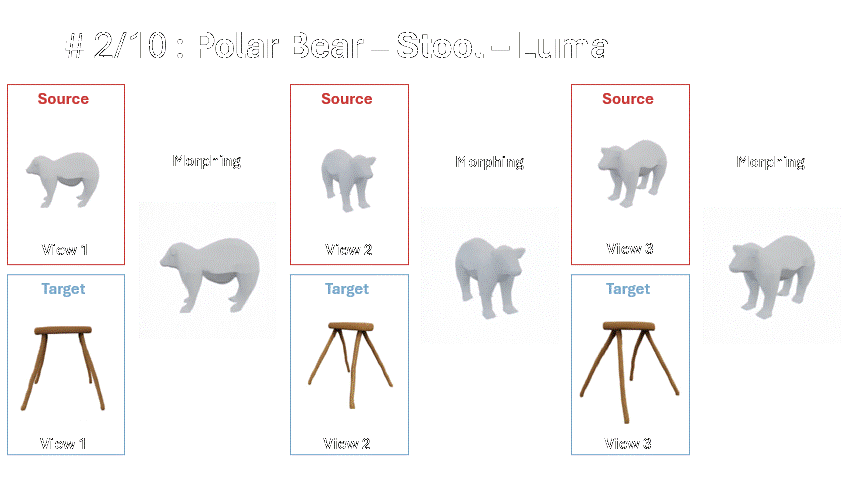 # 2/10 : Polar Bear – Stool – Luma
Source
Morphing
View 1
Target
View 1
Source
Morphing
View 2
Target
View 2
Source
Morphing
View 3
Target
View 3